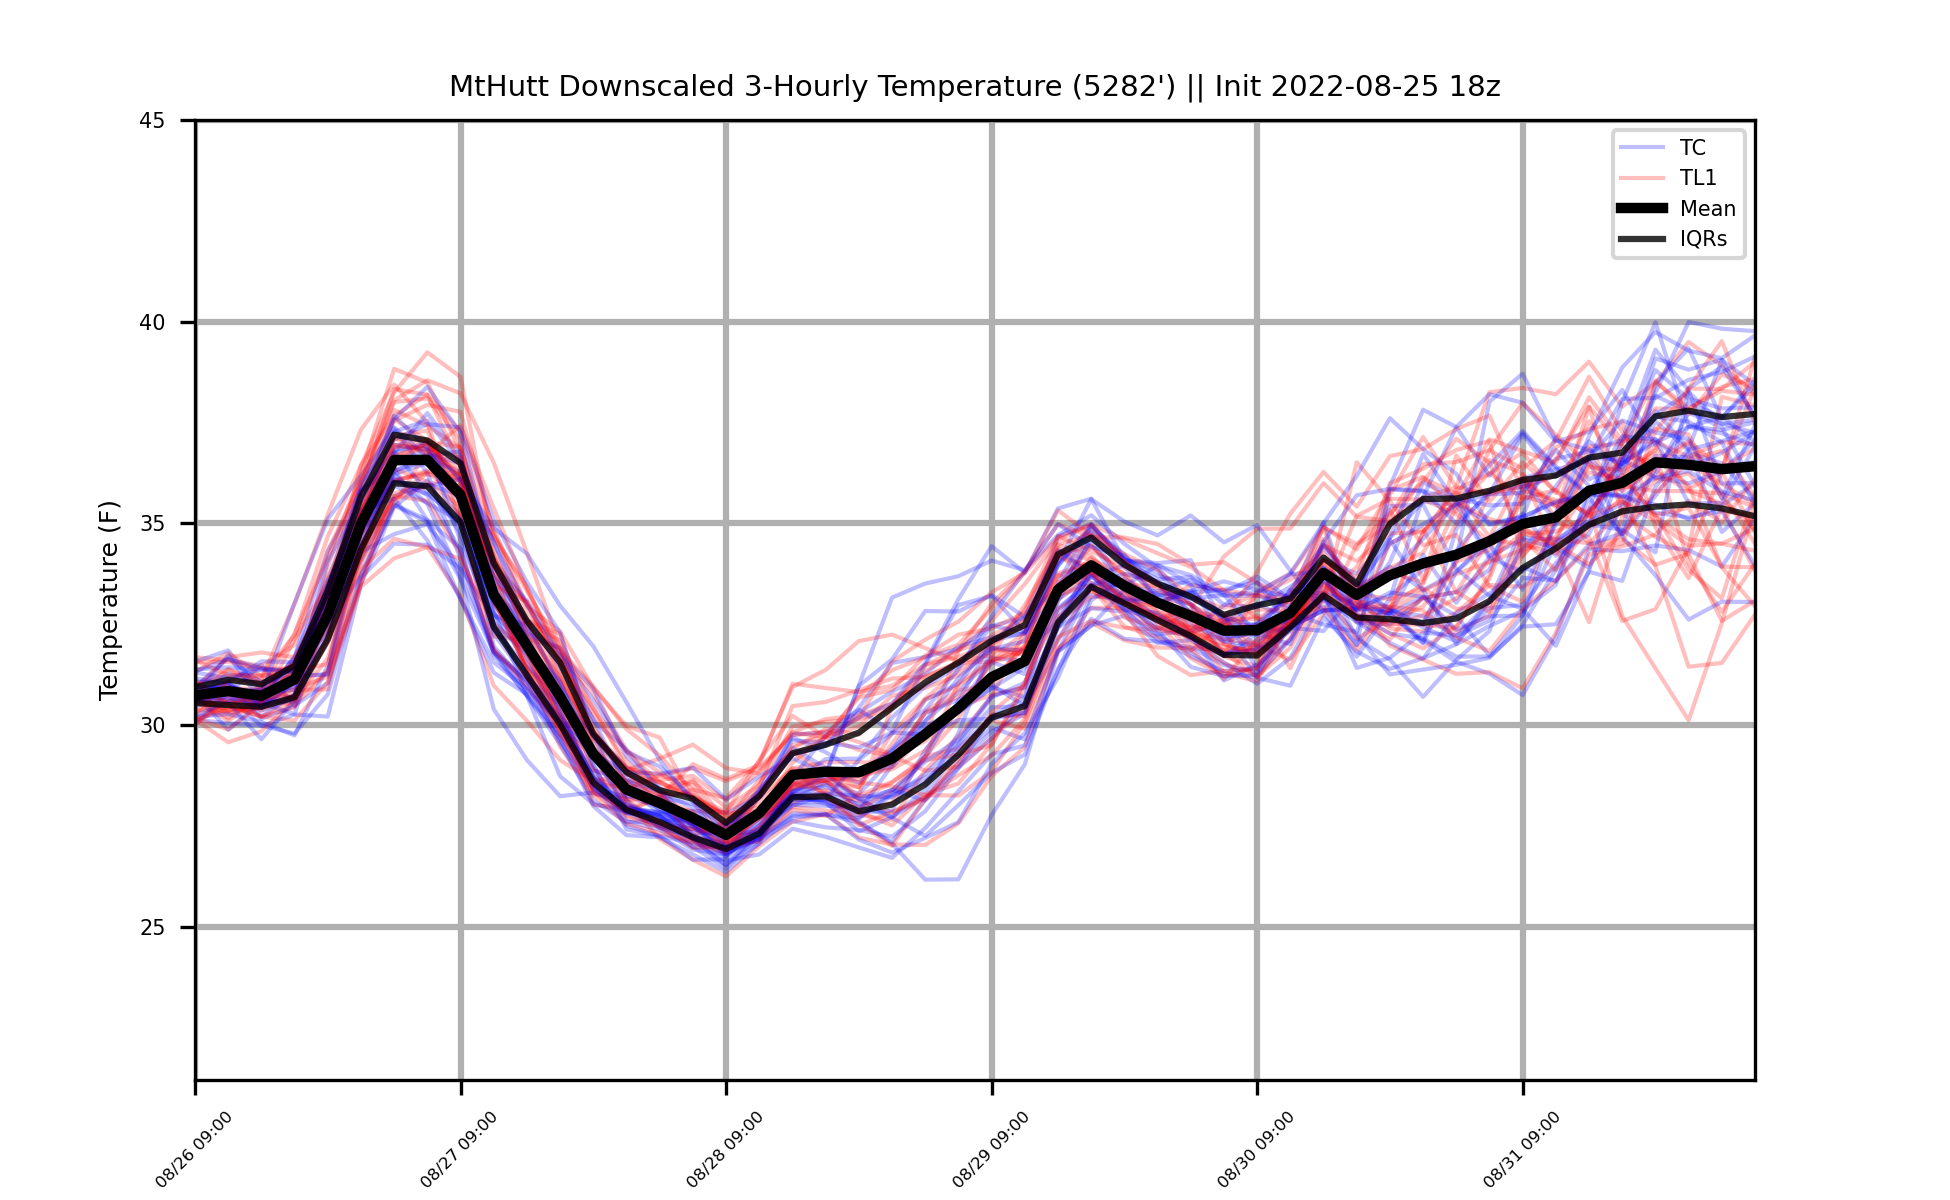 MtHutt Downscaled 3-Hourly Temperature (5282') || Init 2022-08-25 18z
45
40
35
30
25
Temperature (F)
TC
TL1
Mean
IQRs
08/26 09:00
08/27 09:00
08/28 09:00
08/29 09:00
08/30 09:00
08/31 09:00